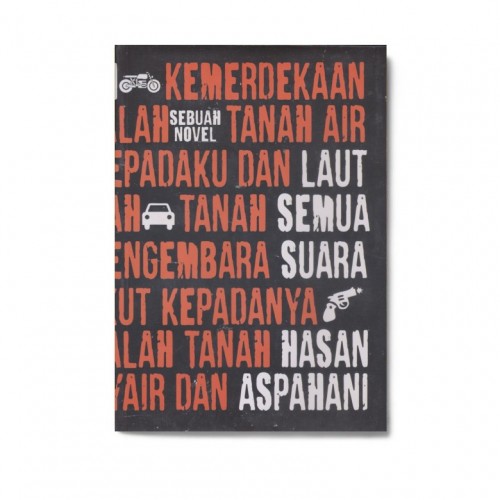 KEMERDEKAAN
ALAH SEBUAH NOVEL TANAH AIR
EPADAKU DAN LAUT
AH TANAH SEMUA
ENGEMBARA SUARA
UT KEPADANYA
ALAH TANAH HASAN
YAIR DAN ASPAHANI